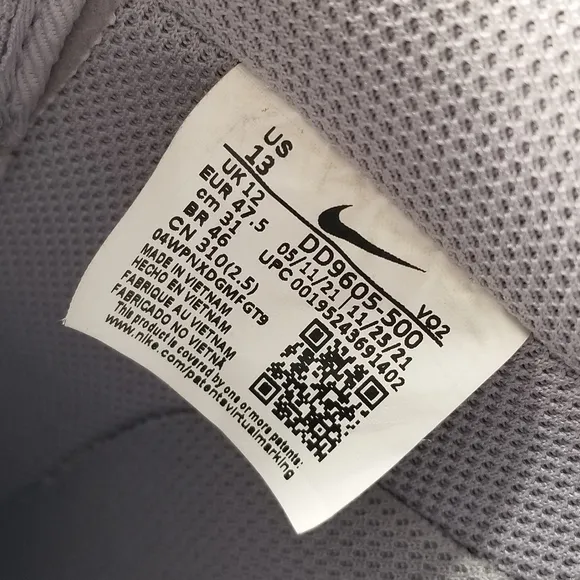 US
13
UK 12
EUR 47.5
cm 31
BR 46
CN 310(2.5)
04WPNXDGMFGT9
MADE IN VIETNAM
HECHO EN VIETNAM
FABRIQUE AU VIETNAM
FABRICADO NO VIETNA
This product is covered by one or more patents:
www.nike.com/patentsvirtualmarking
DD9605-500 VO2
05/11/21 | 11/23/21
UPC 00195243691402